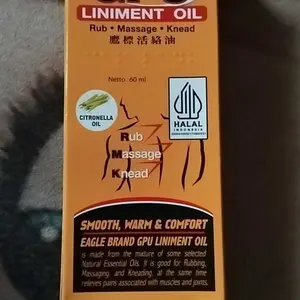 LINIMENT OIL
Rub • Massage • Knead
鷹標活絡油
Netto: 60 ml
CITRONELLA
OIL
HALAL
INDONESIA
Rub
Massage
Knead
SMOOTH, WARM & COMFORT
EAGLE BRAND GPU LINIMENT OIL
is made from the mixture of some selected
Natural Essential Oils. It is good for Rubbing,
Massaging, and Kneading, at the same time
relieves pains associated with muscles and joints.